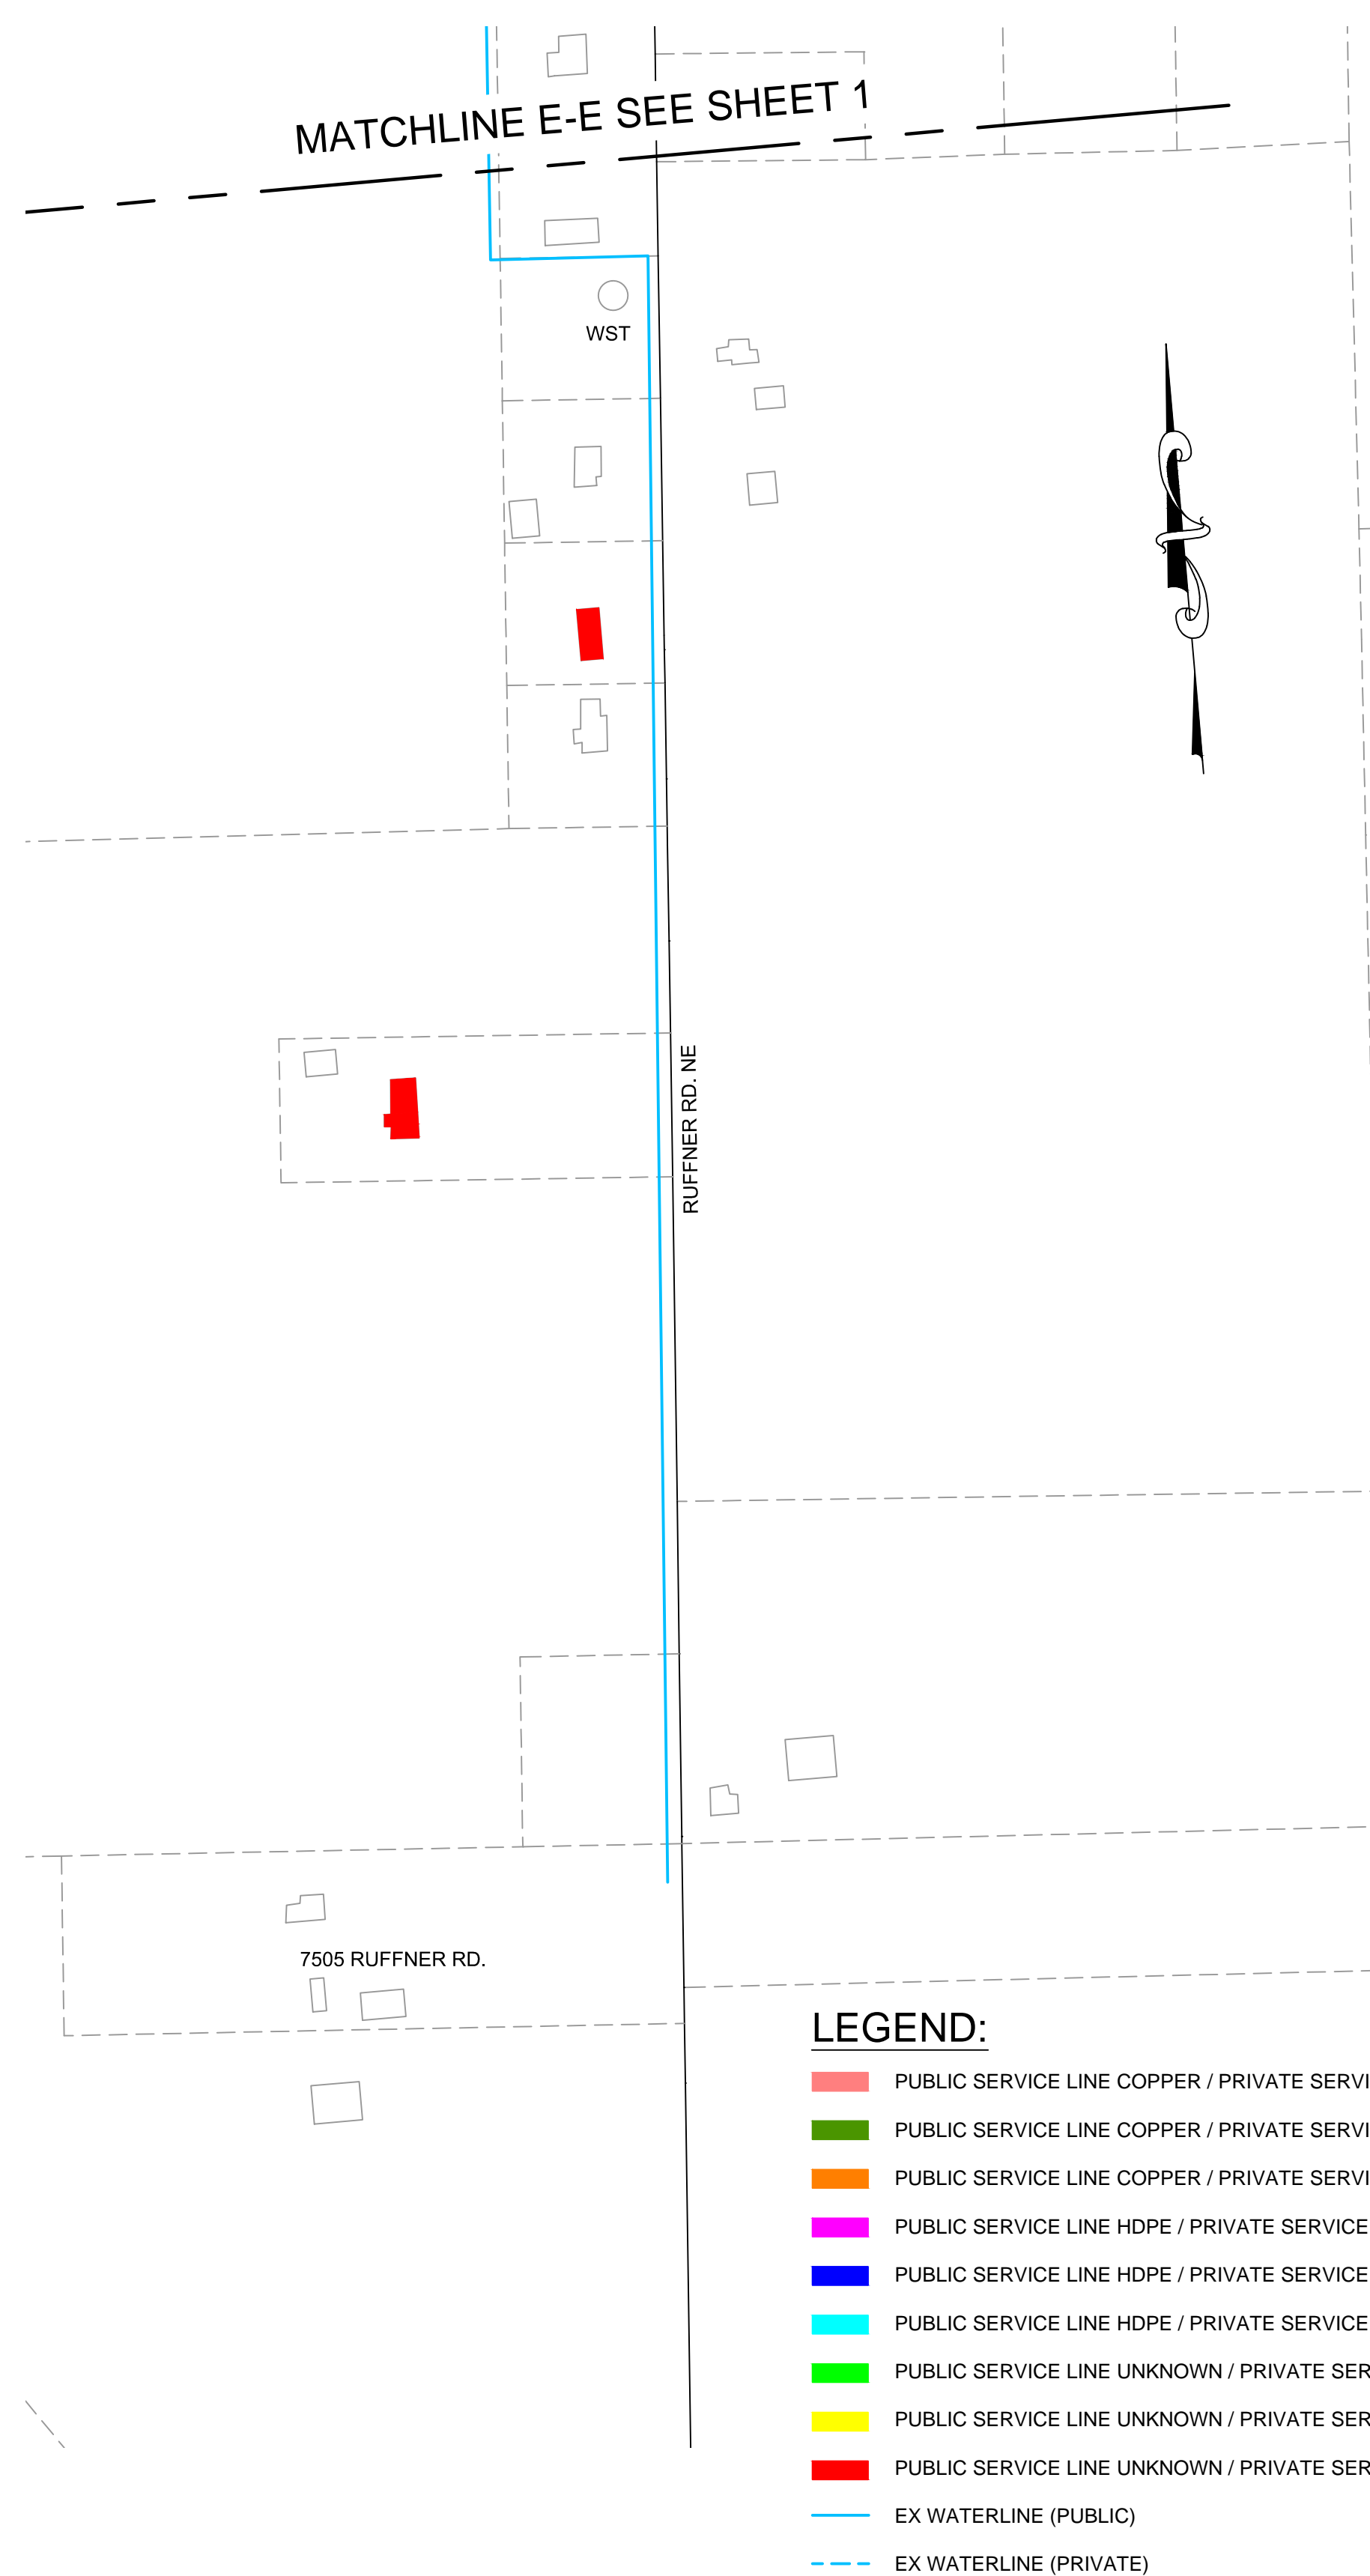 MATCHLINE E-E SEE SHEET 1
WST
RUFFNER RD. NE
7505 RUFFNER RD.
LEGEND:
PUBLIC SERVICE LINE COPPER / PRIVATE SERVI
PUBLIC SERVICE LINE COPPER / PRIVATE SERVI
PUBLIC SERVICE LINE COPPER / PRIVATE SERVI
PUBLIC SERVICE LINE HDPE / PRIVATE SERVICE
PUBLIC SERVICE LINE HDPE / PRIVATE SERVICE
PUBLIC SERVICE LINE HDPE / PRIVATE SERVICE
PUBLIC SERVICE LINE UNKNOWN / PRIVATE SER
PUBLIC SERVICE LINE UNKNOWN / PRIVATE SER
PUBLIC SERVICE LINE UNKNOWN / PRIVATE SER
EX WATERLINE (PUBLIC)
EX WATERLINE (PRIVATE)